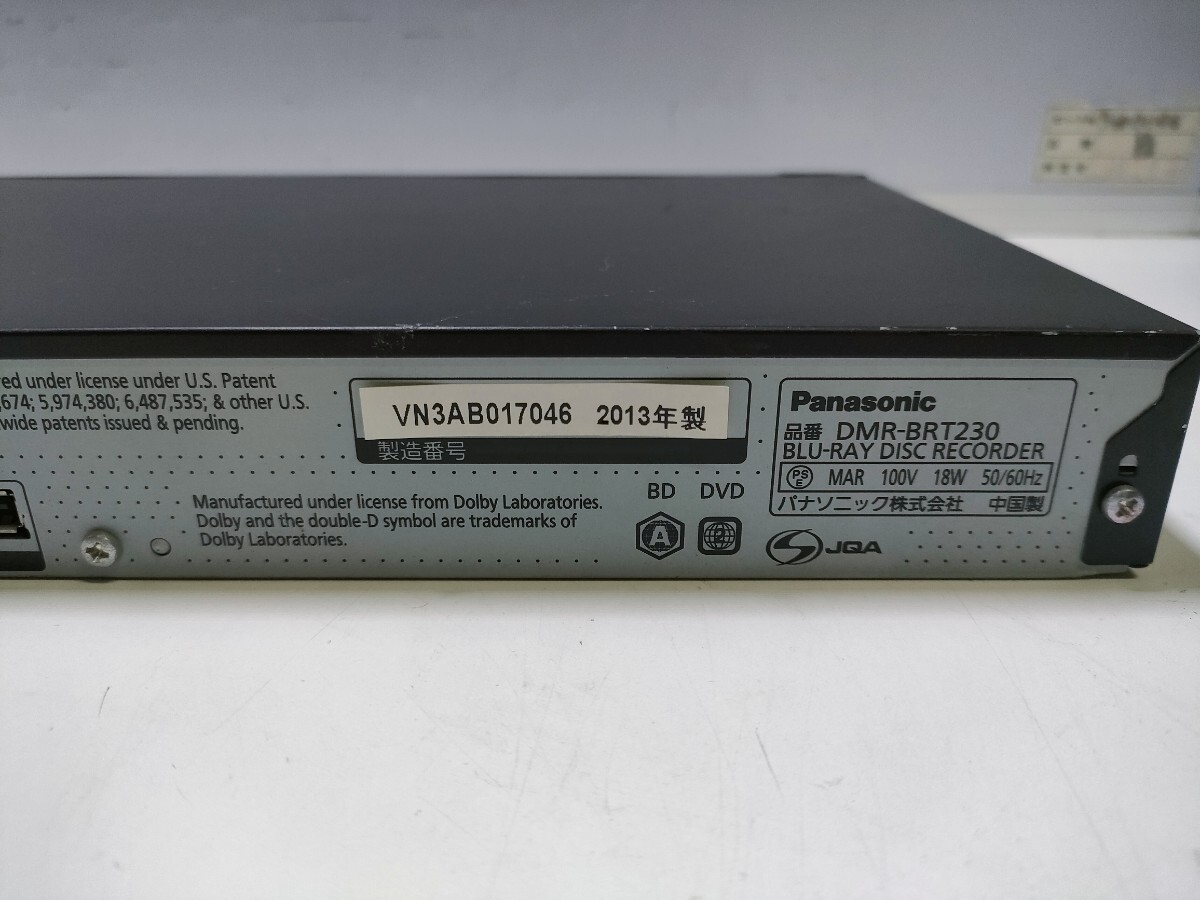 red under license under U.S. Patent
,674; 5,974,380; 6,487,535; & other U.S.
wide patents issued & pending.
VN3AB017046 2013年製
製造番号
Manufactured under license from Dolby Laboratories.
Dolby and the double-D symbol are trademarks of
Dolby Laboratories.
BD DVD
A 2
Panasonic
品番 DMR-BRT230
BLU-RAY DISC RECORDER
PS E MAR 100V 18W 50/60Hz
パナソニック株式会社 中国製
JQA